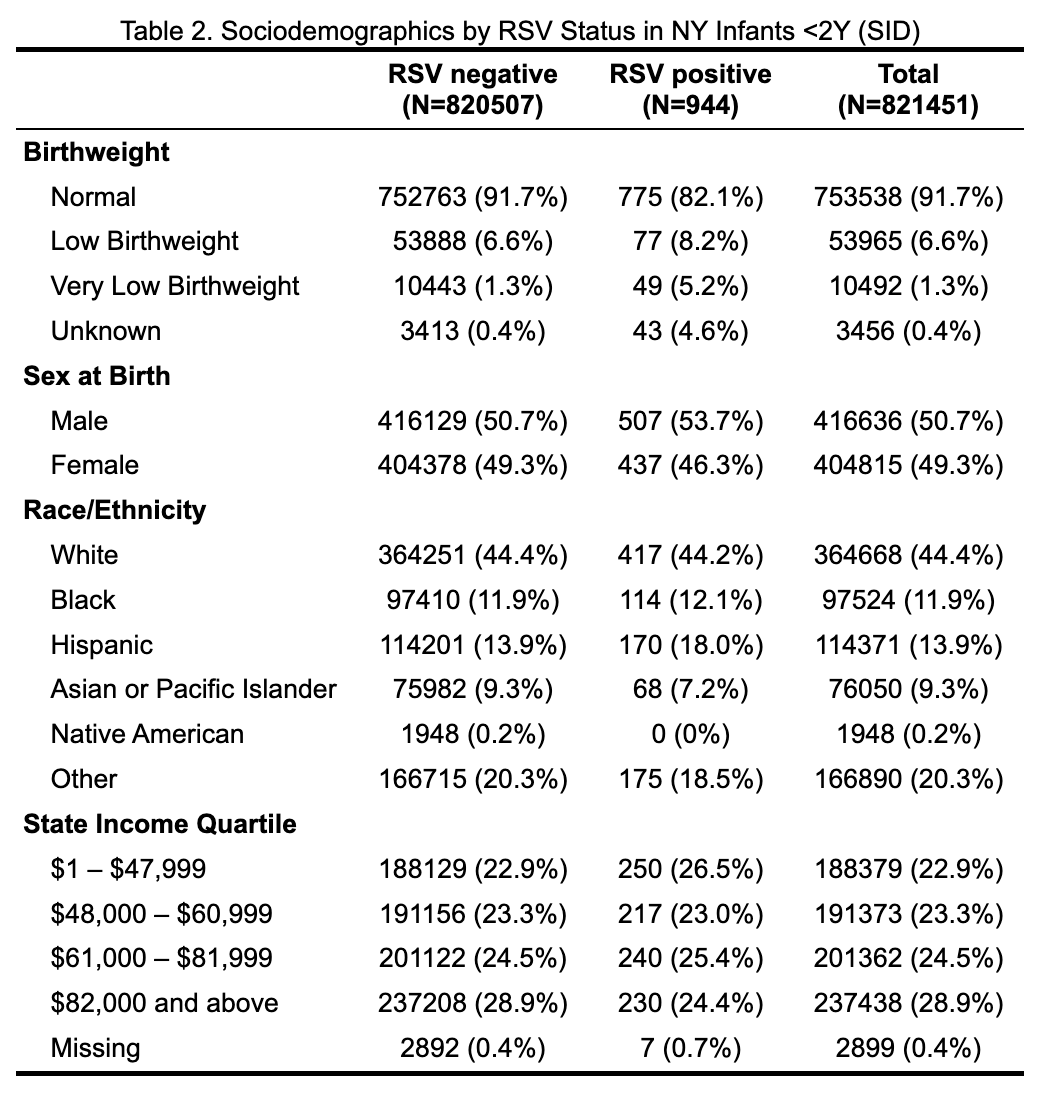 Table 2. Sociodemographics by RSV Status in NY Infants <2Y (SID)
RSV negative (N=820507) RSV positive (N=944) Total (N=821451)
Birthweight
Normal 752763 (91.7%) 775 (82.1%) 753538 (91.7%)
Low Birthweight 53888 (6.6%) 77 (8.2%) 53965 (6.6%)
Very Low Birthweight 10443 (1.3%) 49 (5.2%) 10492 (1.3%)
Unknown 3413 (0.4%) 43 (4.6%) 3456 (0.4%)
Sex at Birth
Male 416129 (50.7%) 507 (53.7%) 416636 (50.7%)
Female 404378 (49.3%) 437 (46.3%) 404815 (49.3%)
Race/Ethnicity
White 364251 (44.4%) 417 (44.2%) 364668 (44.4%)
Black 97410 (11.9%) 114 (12.1%) 97524 (11.9%)
Hispanic 114201 (13.9%) 170 (18.0%) 114371 (13.9%)
Asian or Pacific Islander 75982 (9.3%) 68 (7.2%) 76050 (9.3%)
Native American 1948 (0.2%) 0 (0%) 1948 (0.2%)
Other 166715 (20.3%) 175 (18.5%) 166890 (20.3%)
State Income Quartile
$1 – $47,999 188129 (22.9%) 250 (26.5%) 188379 (22.9%)
$48,000 – $60,999 191156 (23.3%) 217 (23.0%) 191373 (23.3%)
$61,000 – $81,999 201122 (24.5%) 240 (25.4%) 201362 (24.5%)
$82,000 and above 237208 (28.9%) 230 (24.4%) 237438 (28.9%)
Missing 2892 (0.4%) 7 (0.7%) 2899 (0.4%)